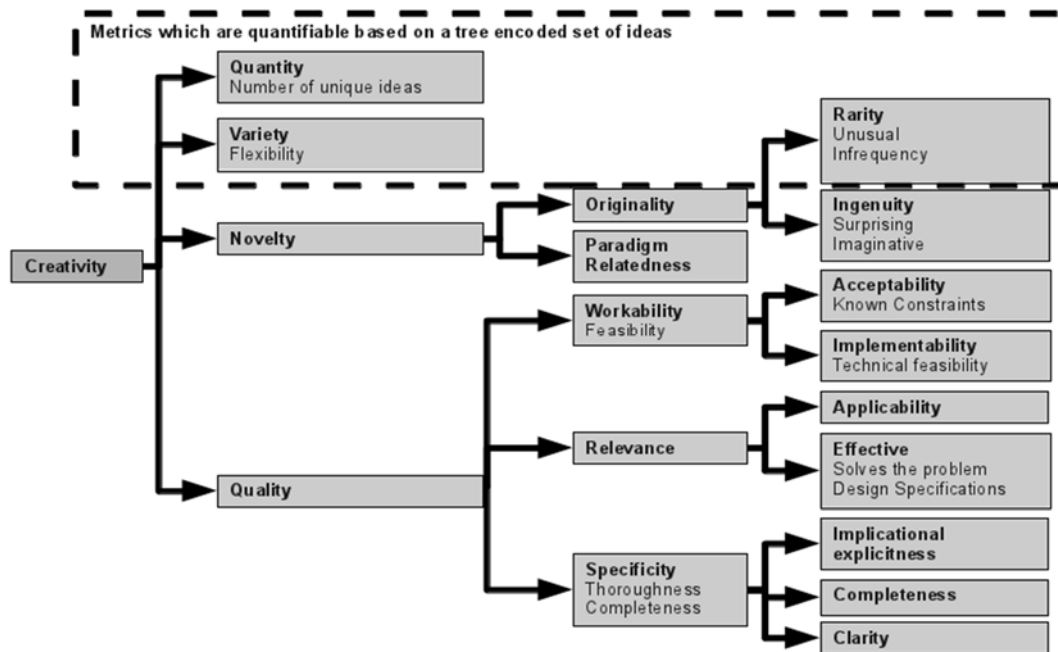 Metrics which are quantifiable based on a tree encoded set of ideas
Quantity
Number of unique ideas
Variety
Flexibility
Rarity
Unusual
Infrequency
Originality
Ingenuity
Surprising
Imaginative
Novelty
Paradigm
Relatedness
Creativity
Workability
Feasibility
Acceptability
Known Constraints
Implementability
Technical feasibility
Relevance
Applicability
Effective
Solves the problem
Design Specifications
Quality
Specificity
Thoroughness
Completeness
Implicational
explicitness
Completeness
Clarity